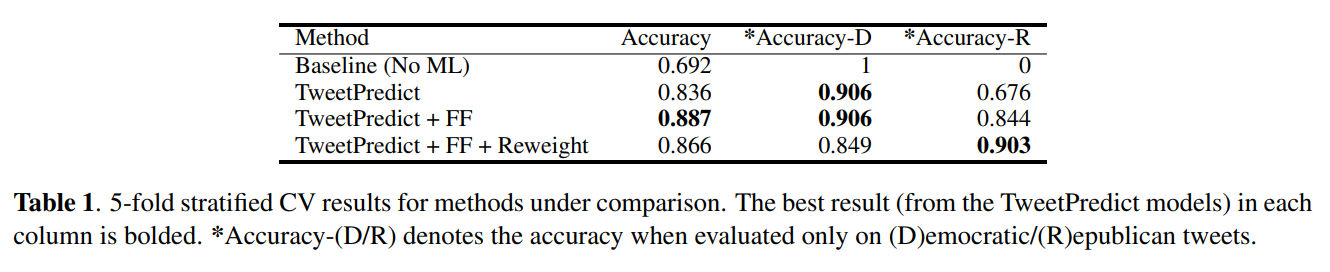 Method Accuracy *Accuracy-D *Accuracy-R
Baseline (No ML) 0.692 1 0
TweetPredict 0.836 0.906 0.676
TweetPredict + FF 0.887 0.906 0.844
TweetPredict + FF + Reweight 0.866 0.849 0.903
Table 1. 5-fold stratified CV results for methods under comparison. The best result (from the TweetPredict models) in each
column is bolded. *Accuracy-(D/R) denotes the accuracy when evaluated only on (D)emocratic/(R)epublican tweets.